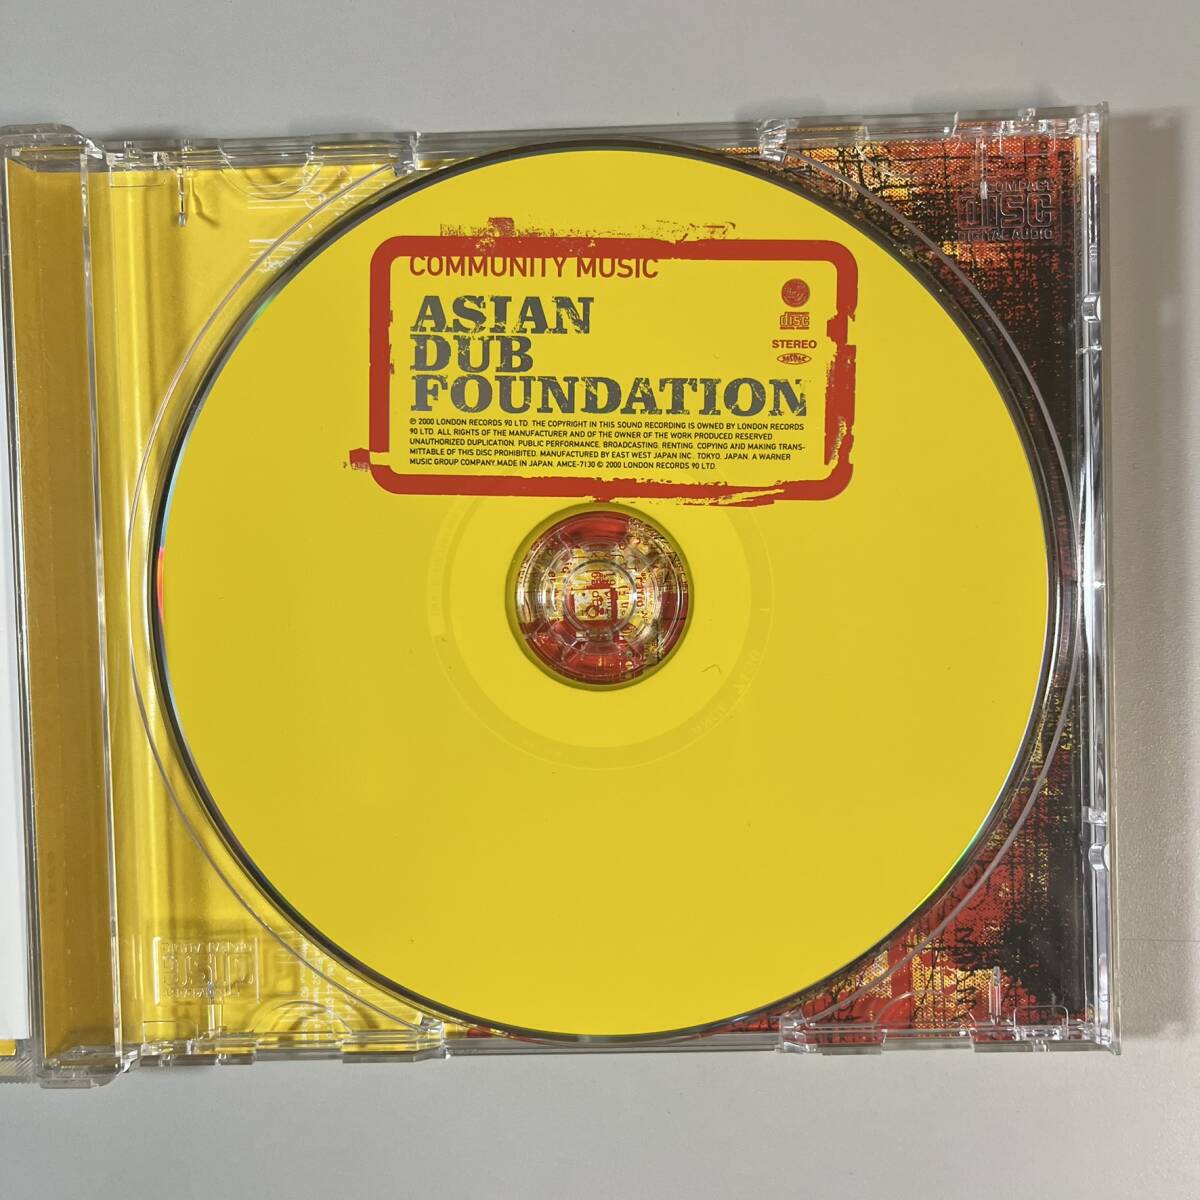 COMMUNITY MUSIC
ASIAN
DUB
FOUNDATION
disc
STEREO
℗ 2000 LONDON RECORDS 90 LTD. THE COPYRIGHT IN THIS SOUND RECORDING IS OWNED BY LONDON RECORDS
90 LTD. ALL RIGHTS OF THE MANUFACTURER AND OF THE OWNER OF THE WORK PRODUCED RESERVED
UNAUTHORIZED DUPLICATION, PUBLIC PERFORMANCE, BROADCASTING, RENTING, COPYING AND MAKING TRANS-
MITTABLE OF THIS DISC PROHIBITED. MANUFACTURED BY EAST WEST JAPAN INC., TOKYO, JAPAN. A WARNER
MUSIC GROUP COMPANY.MADE IN JAPAN. AMCE-7130 © 2000 LONDON RECORDS 90 LTD.
COMPACT
disc
DIGITAL AUDIO